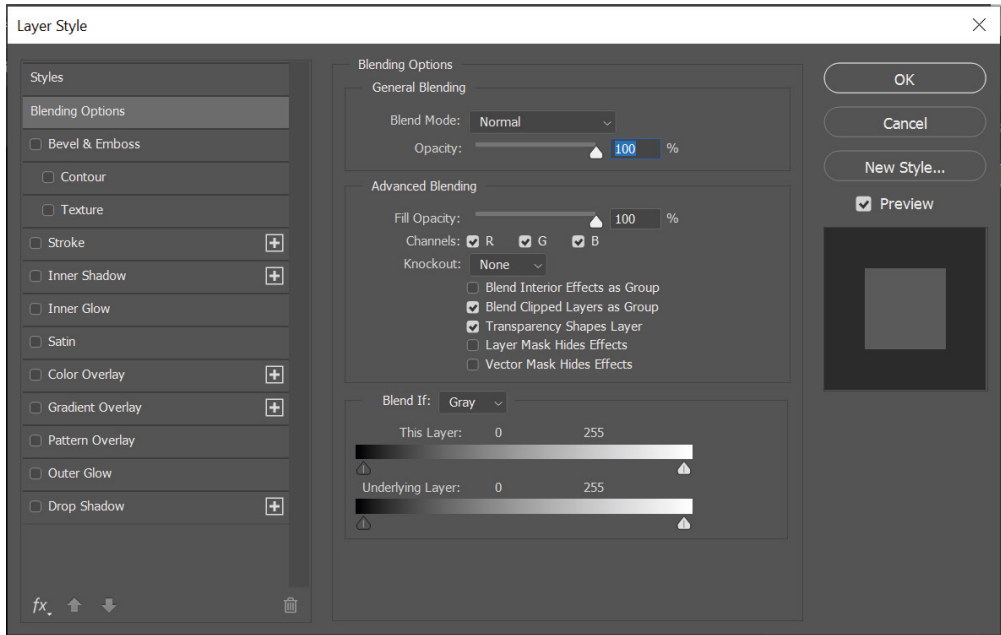 Layer Style
Styles
Blending Options
Bevel & Emboss
Contour
Texture
Stroke
Inner Shadow
Inner Glow
Satin
Color Overlay
Gradient Overlay
Pattern Overlay
Outer Glow
Drop Shadow
fx
Blending Options
General Blending
Blend Mode: Normal
Opacity: 100 %
Advanced Blending
Fill Opacity: 100 %
Channels: R G B
Knockout: None
Blend Interior Effects as Group
Blend Clipped Layers as Group
Transparency Shapes Layer
Layer Mask Hides Effects
Vector Mask Hides Effects
Blend If: Gray
This Layer: 0 255
Underlying Layer: 0 255
OK
Cancel
New Style...
Preview